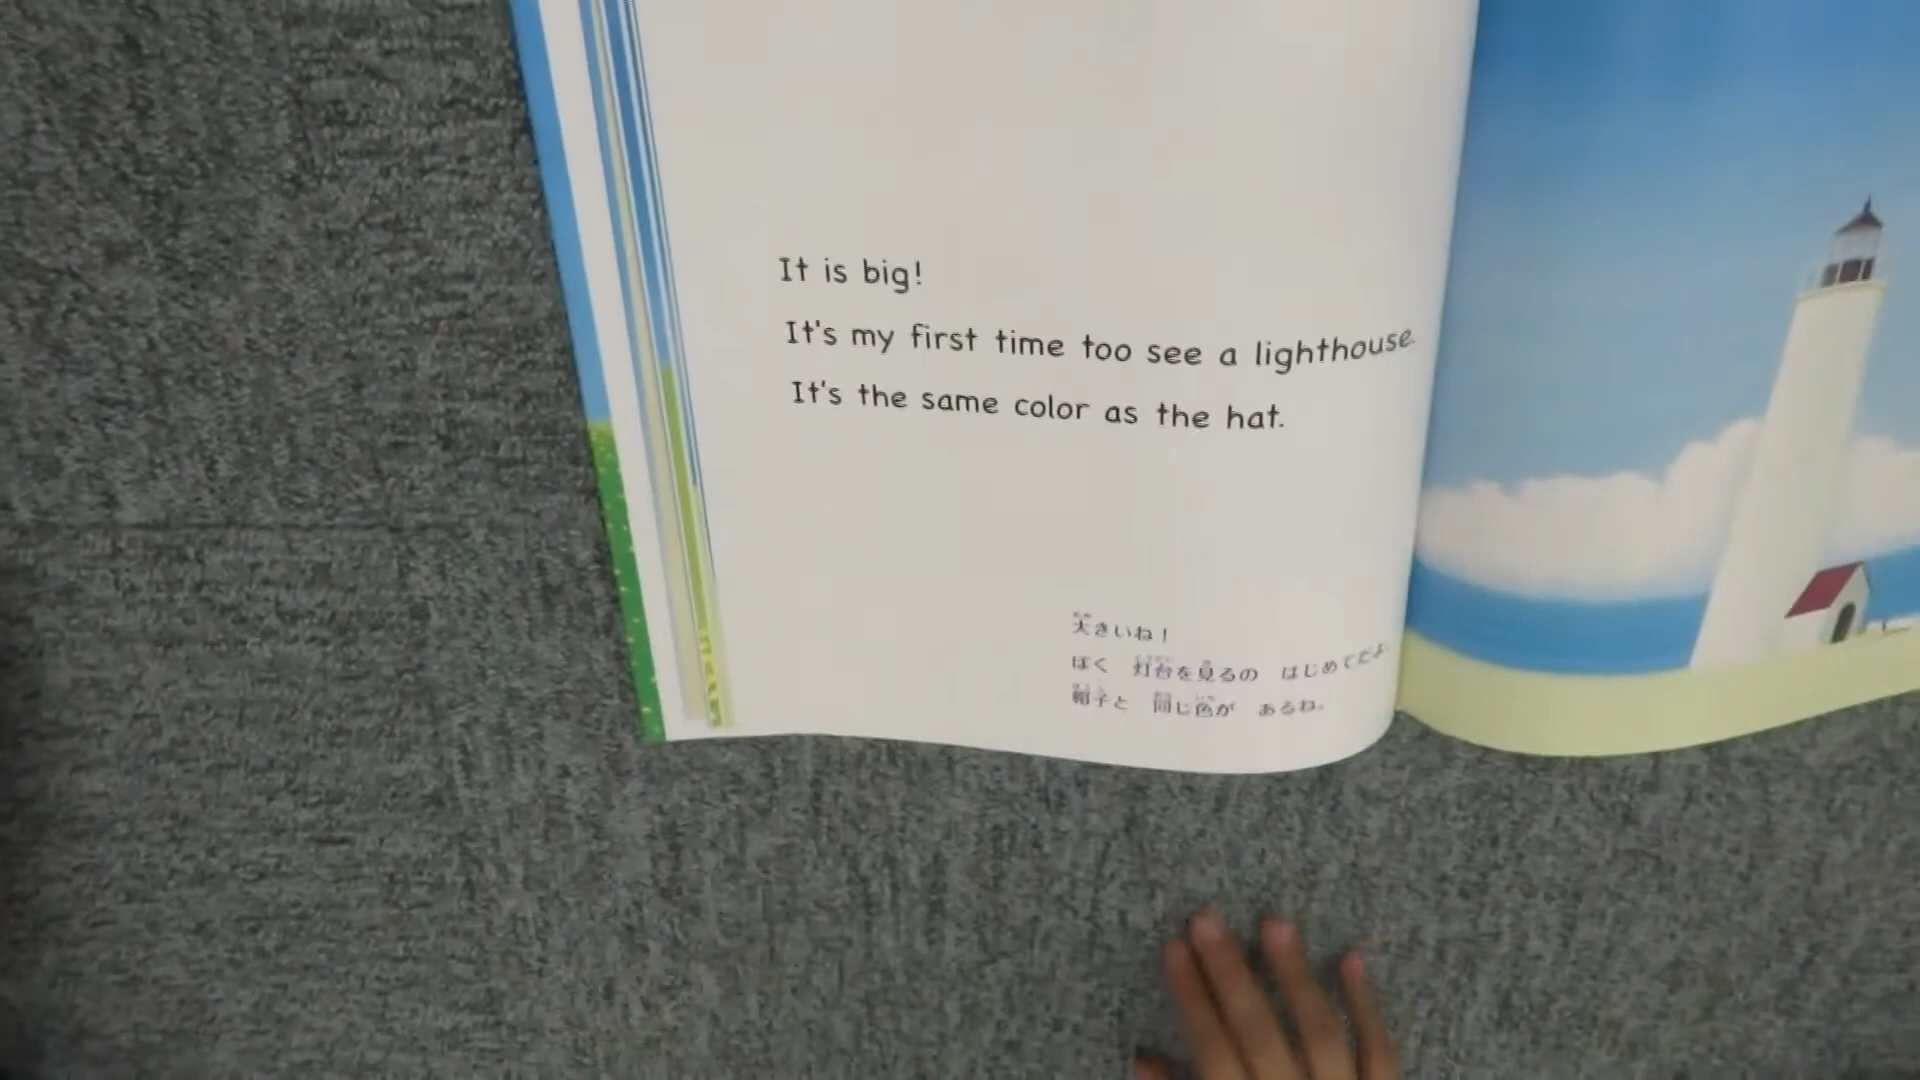 It is big!
It's my first time too see a lighthouse.
It's the same color as the hat.
大きいね！
ぼく 灯台を見るの はじめてだよ
帽子と 同じ色が あるね。